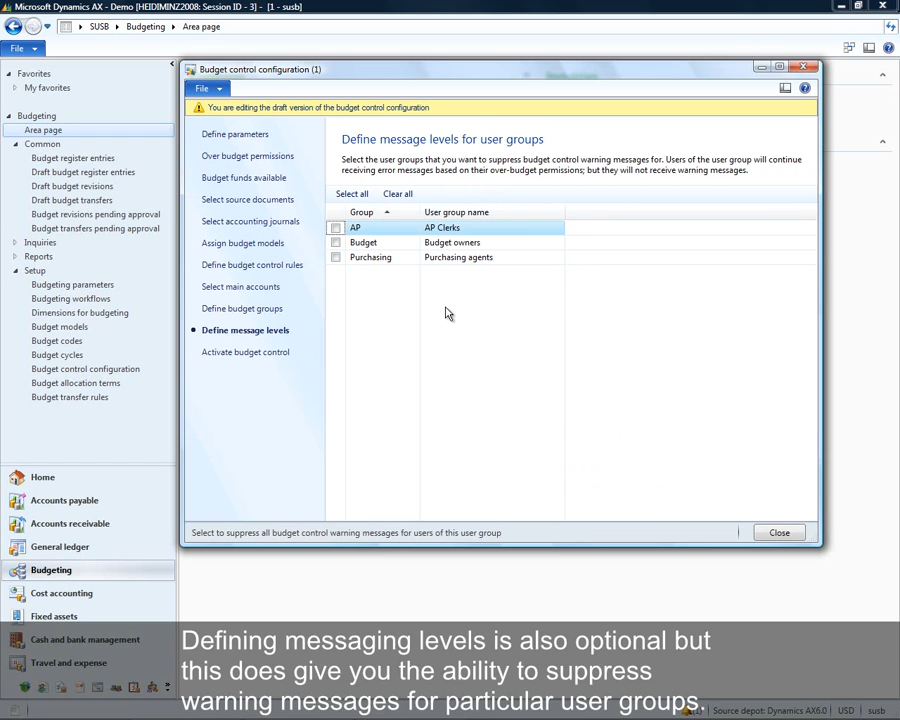 Microsoft Dynamics AX - Demo [HEIDIMINZ2008: Session ID - 3] - [1 - susb]
SUSB
Budgeting
Area page
File
Favorites
My favorites
Budgeting
Area page
Common
Budget register entries
Draft budget register entries
Draft budget revisions
Draft budget transfers
Budget revisions pending approval
Budget transfers pending approval
Inquiries
Reports
Setup
Budgeting parameters
Budgeting workflows
Dimensions for budgeting
Budget models
Budget codes
Budget cycles
Budget control configuration
Budget allocation terms
Budget transfer rules
Home
Accounts payable
Accounts receivable
General ledger
Budgeting
Cost accounting
Fixed assets
Cash and bank management
Travel and expense
Budget control configuration (1)
File
You are editing the draft version of the budget control configuration
Define parameters
Over budget permissions
Budget funds available
Select source documents
Select accounting journals
Assign budget models
Define budget control rules
Select main accounts
Define budget groups
Define message levels
Activate budget control
Define message levels for user groups
Select the user groups that you want to suppress budget control warning messages for. Users of the user group will continue
receiving error messages based on their over-budget permissions; but they will not receive warning messages.
Select all Clear all
Group User group name
AP AP Clerks
Budget Budget owners
Purchasing Purchasing agents
Select to suppress all budget control warning messages for users of this user group
Close
Defining messaging levels is also optional but
this does give you the ability to suppress
warning messages for particular user groups.
Source depot: Dynamics AX6.0 USD susb